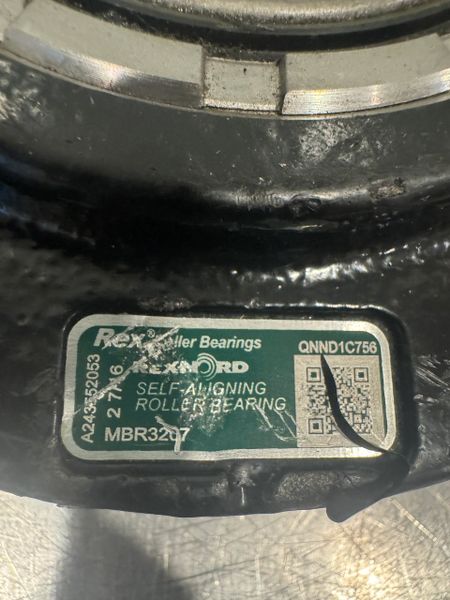 Rex® Roller Bearings
QNND1C756
REXNORD
SELF-ALIGNING
ROLLER BEARING
MBR3207